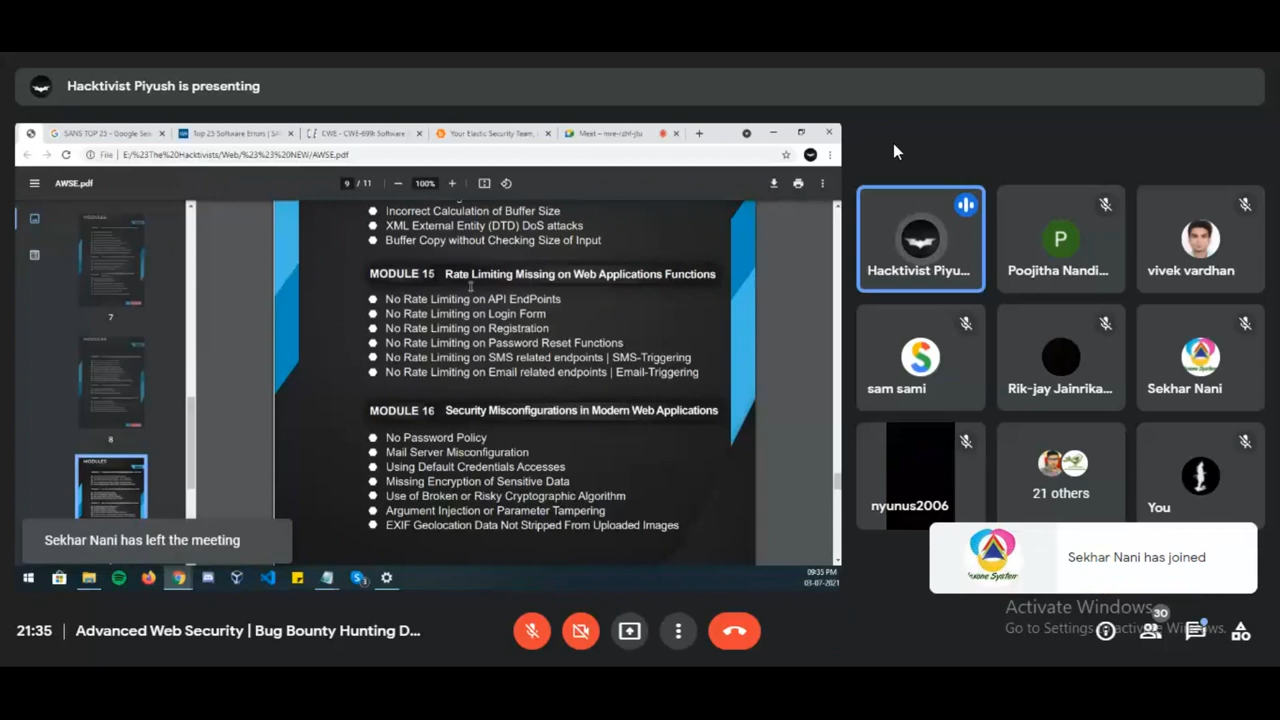 Hacktivist Piyush is presenting
SANS TOP 25 - Google Sea
Top 25 Software Errors | SAN
CWE - CWE-699: Software
Your Elastic Security Team,
Meet –
File | E:/%23The%20Hacktivists/Web/%23%23%20NEW/AWSE.pdf
AWSE.pdf
9 / 11
100%
MODULES
7
MODULES
8
MODULES
Incorrect Calculation of Buffer Size
XML External Entity (DTD) DoS attacks
Buffer Copy without Checking Size of Input
MODULE 15 Rate Limiting Missing on Web Applications Functions
No Rate Limiting on API EndPoints
No Rate Limiting on Login Form
No Rate Limiting on Registration
No Rate Limiting on Password Reset Functions
No Rate Limiting on SMS related endpoints | SMS-Triggering
No Rate Limiting on Email related endpoints | Email-Triggering
MODULE 16 Security Misconfigurations in Modern Web Applications
No Password Policy
Mail Server Misconfiguration
Using Default Credentials Accesses
Missing Encryption of Sensitive Data
Use of Broken or Risky Cryptographic Algorithm
Argument Injection or Parameter Tampering
EXIF Geolocation Data Not Stripped From Uploaded Images
Sekhar Nani has left the meeting
09:35 PM
03-07-2021
Hacktivist Piyu...
P
Poojitha Nandi...
vivek vardhan
S
sam sami
Rik-jay Jainrika...
Sekhar Nani
nyunus2006
21 others
You
Sekhar Nani has joined
Activate Windows
Go to Settings to activate Windows.
30
21:35 | Advanced Web Security | Bug Bounty Hunting D...